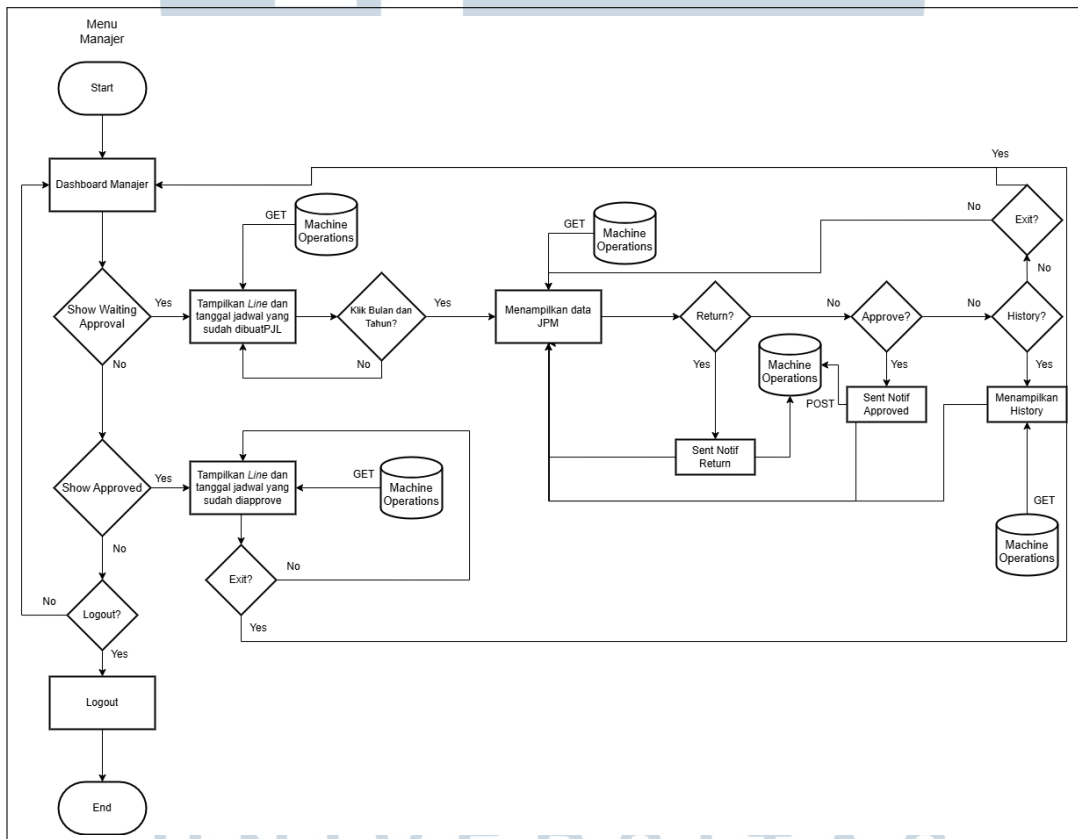 Menu
Manajer
Start
Dashboard Manajer
Yes
GET
Machine
Operations
GET
Machine
Operations
No
Exit?
No
Show Waiting
Approval
Yes
Tampilkan Line dan
tanggal jadwal yang
sudah dibuatPJL
Klik Bulan dan
Tahun?
Yes
No
Menampilkan data
JPM
Return?
No
Approve?
No
History?
No
Yes
Yes
Yes
Machine
Operations
POST
Sent Notif
Approved
Menampilkan
History
Sent Notif
Return
GET
Machine
Operations
Show Approved
Yes
Tampilkan Line dan
tanggal jadwal yang
sudah diapprove
GET
Machine
Operations
No
Exit?
No
Yes
No
Logout?
Yes
Logout
End